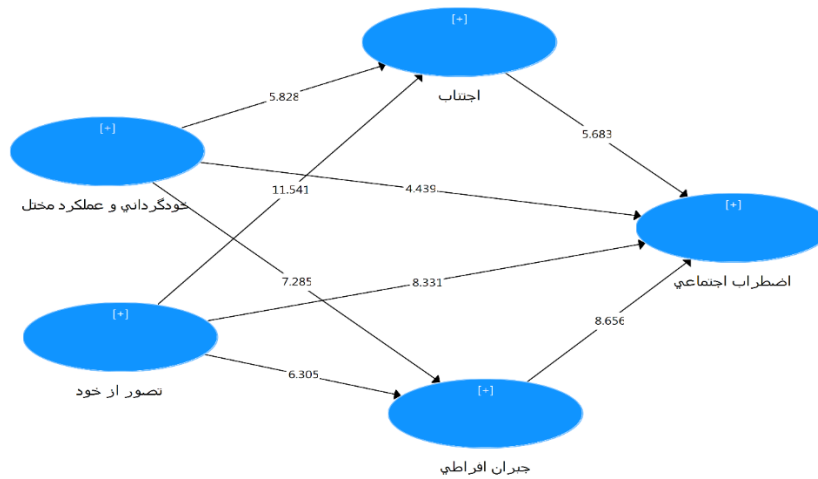 [+]
اجتناب
5.828
[+]
5.683
خودگرداني و عملکرد مختل
11.541
4.439
[+]
اضطراب اجتماعي
7.285
8.331
[+]
تصور از خود
8.656
6.305
[+]
جبران افراطي